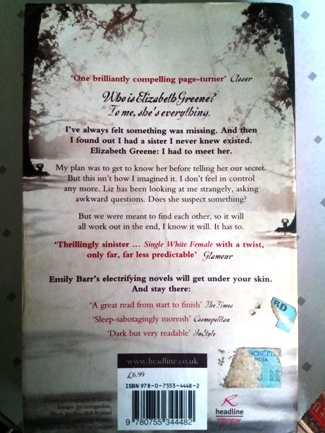 'One brilliantly compelling page-turner' Closer
Who is Elizabeth Greene?
To me, she's everything.
I've always felt something was missing. And then
I found out I had a sister I never knew existed.
Elizabeth Greene: I had to meet her.
My plan was to get to know her before telling her our secret.
But this isn't how I imagined it. I don't feel in control
any more. Liz has been looking at me strangely, asking
awkward questions. Does she suspect something?
But we were meant to find each other, so it will
all work out in the end, I know it will. It has to.
'Thrillingly sinister ... Single White Female with a twist,
only far, far less predictable' Glamour
Emily Barr's electrifying novels will get under your skin.
And stay there:
'A great read from start to finish' The Times
'Sleep-sabotagingly moreish' Cosmopolitan
'Dark but very readable' InStyle
www.headline.co.uk
£6.99
ISBN 978-0-7553-4448-2
9 780755 344482
headline
review